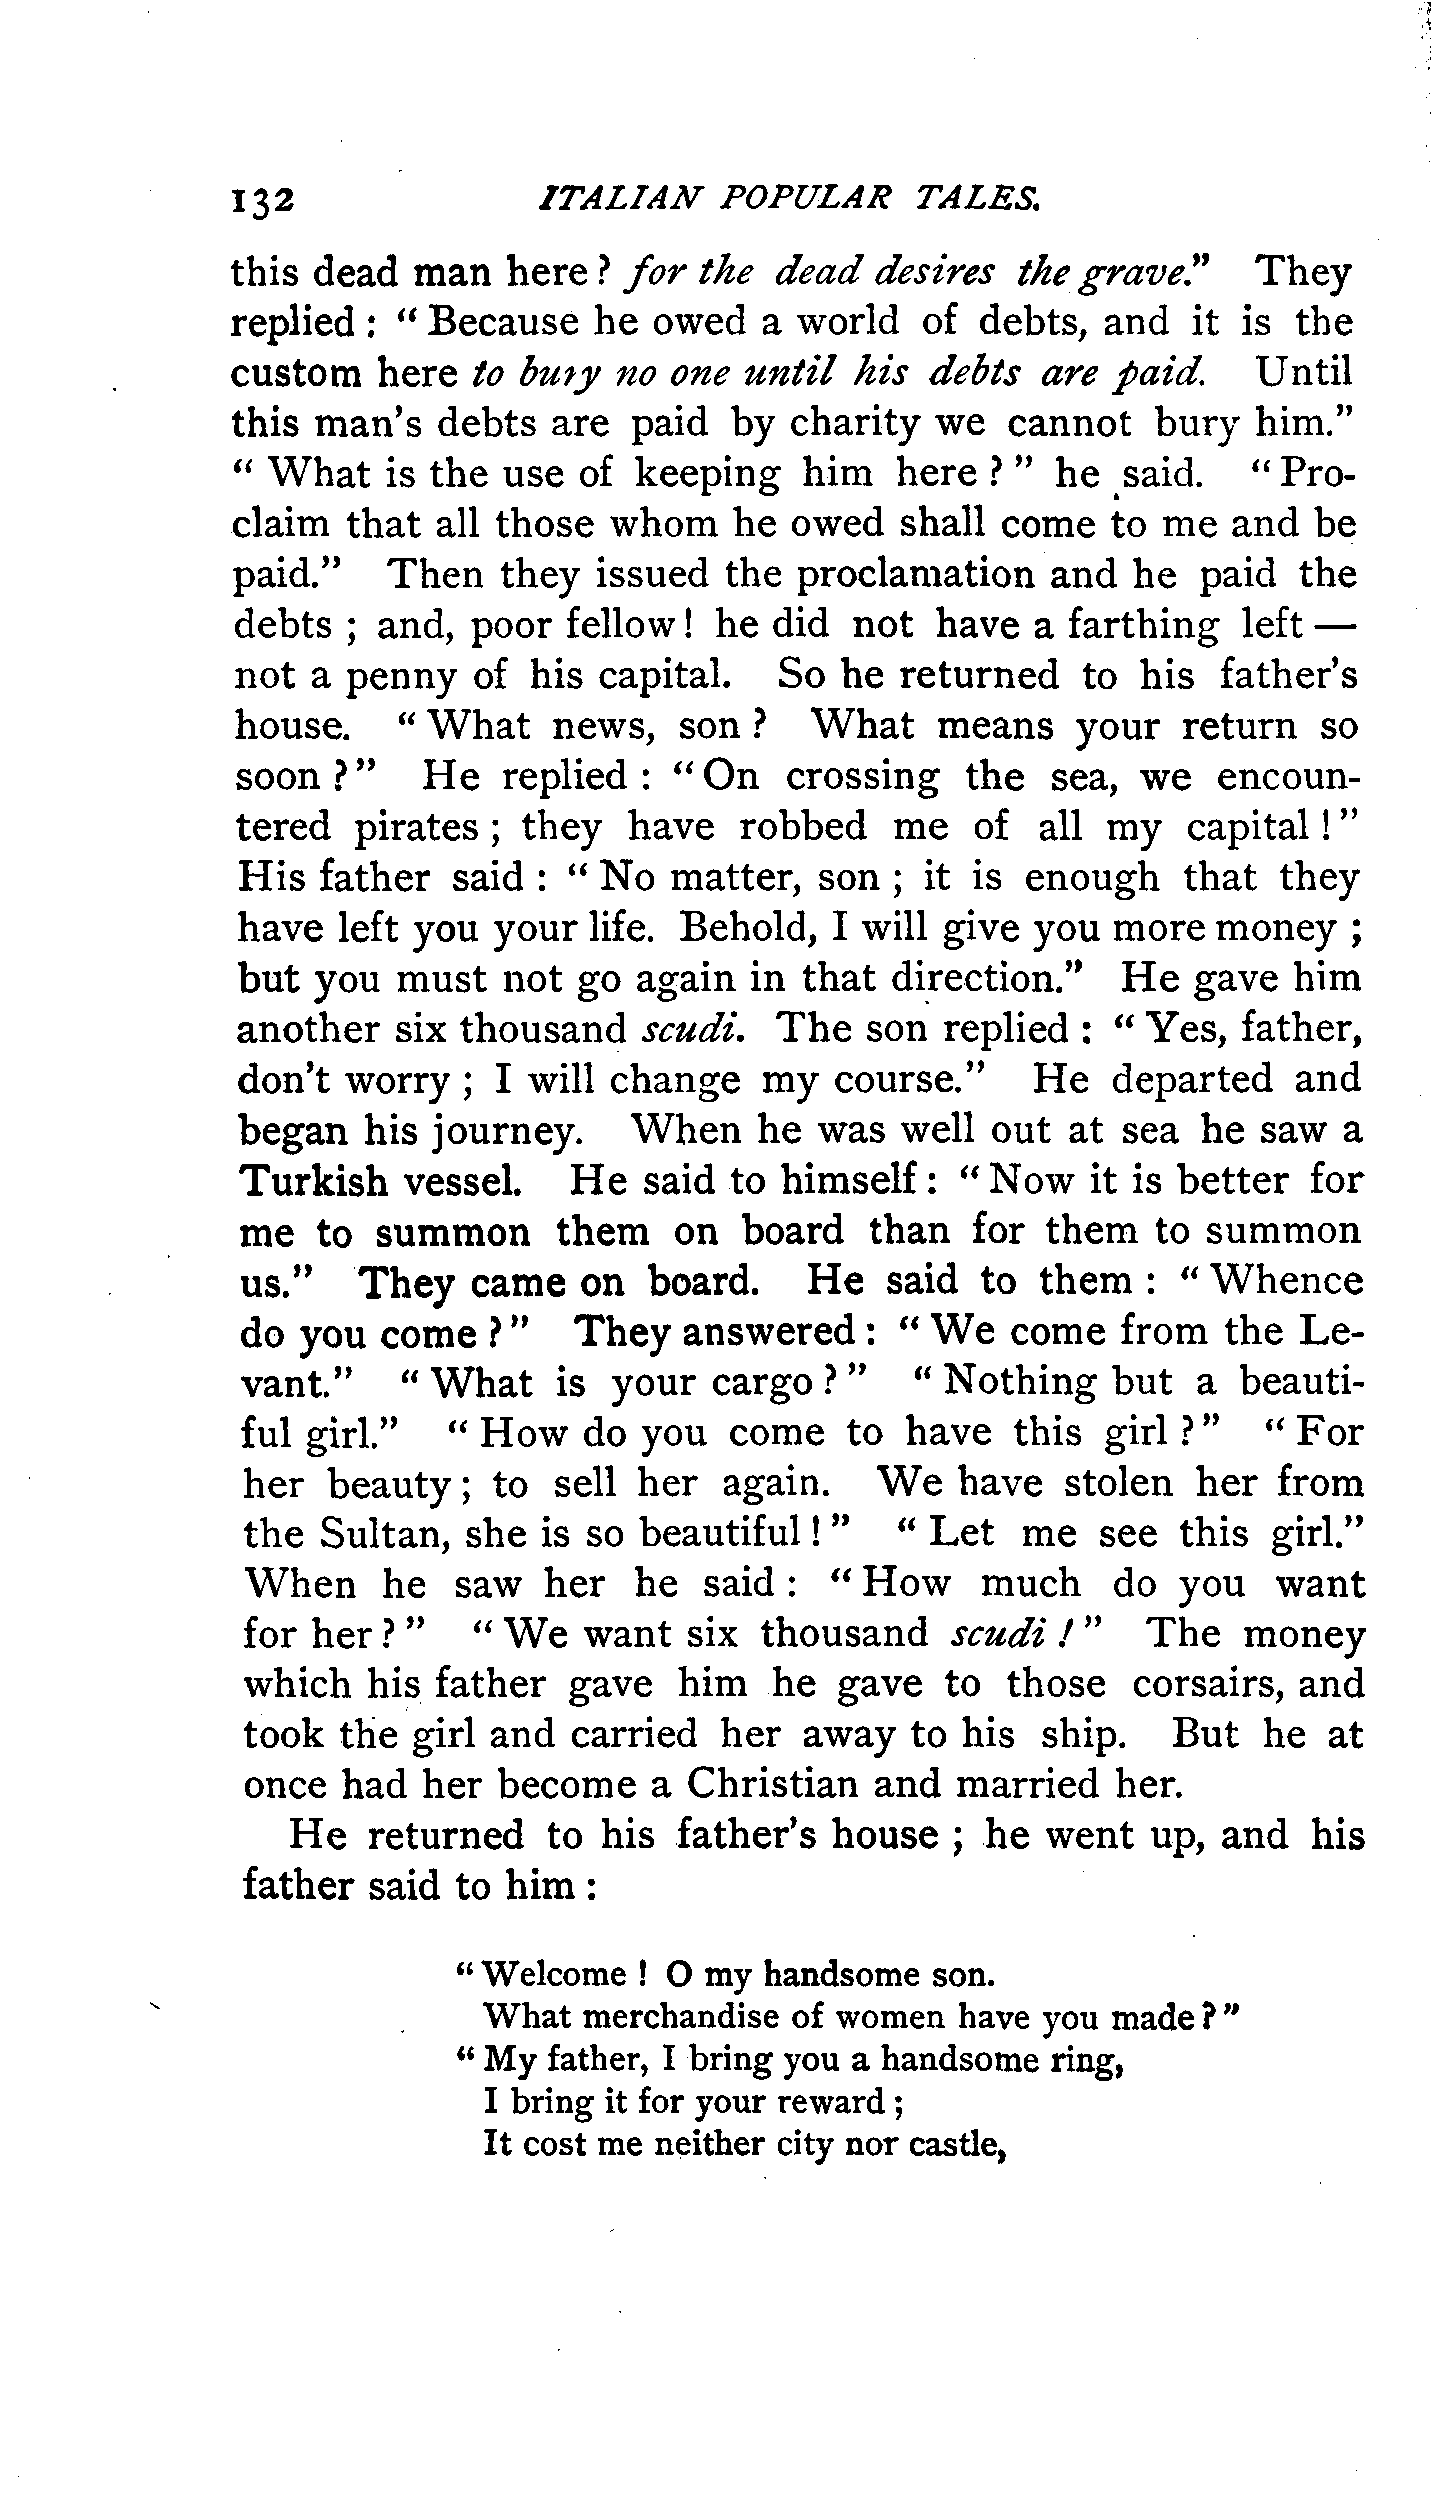 132 ITALIAN POPULAR TALES.
this dead man here? for the dead desires the grave." They
replied: "Because he owed a world of debts, and it is the
custom here to bury no one until his debts are paid. Until
this man's debts are paid by charity we cannot bury him."
"What is the use of keeping him here?" he said. "Pro-
claim that all those whom he owed shall come to me and be
paid." Then they issued the proclamation and he paid the
debts; and, poor fellow! he did not have a farthing left —
not a penny of his capital. So he returned to his father's
house. "What news, son? What means your return so
soon?" He replied: "On crossing the sea, we encoun-
tered pirates; they have robbed me of all my capital!"
His father said: "No matter, son; it is enough that they
have left you your life. Behold, I will give you more money;
but you must not go again in that direction." He gave him
another six thousand scudi. The son replied: "Yes, father,
don't worry; I will change my course." He departed and
began his journey. When he was well out at sea he saw a
Turkish vessel. He said to himself: "Now it is better for
me to summon them on board than for them to summon
us." They came on board. He said to them: "Whence
do you come?" They answered: "We come from the Le-
vant." "What is your cargo?" "Nothing but a beauti-
ful girl." "How do you come to have this girl?" "For
her beauty; to sell her again. We have stolen her from
the Sultan, she is so beautiful!" "Let me see this girl."
When he saw her he said: "How much do you want
for her?" "We want six thousand scudi!" The money
which his father gave him he gave to those corsairs, and
took the girl and carried her away to his ship. But he at
once had her become a Christian and married her.
He returned to his father's house; he went up, and his
father said to him:
"Welcome! O my handsome son.
What merchandise of women have you made?"
"My father, I bring you a handsome ring,
I bring it for your reward;
It cost me neither city nor castle,